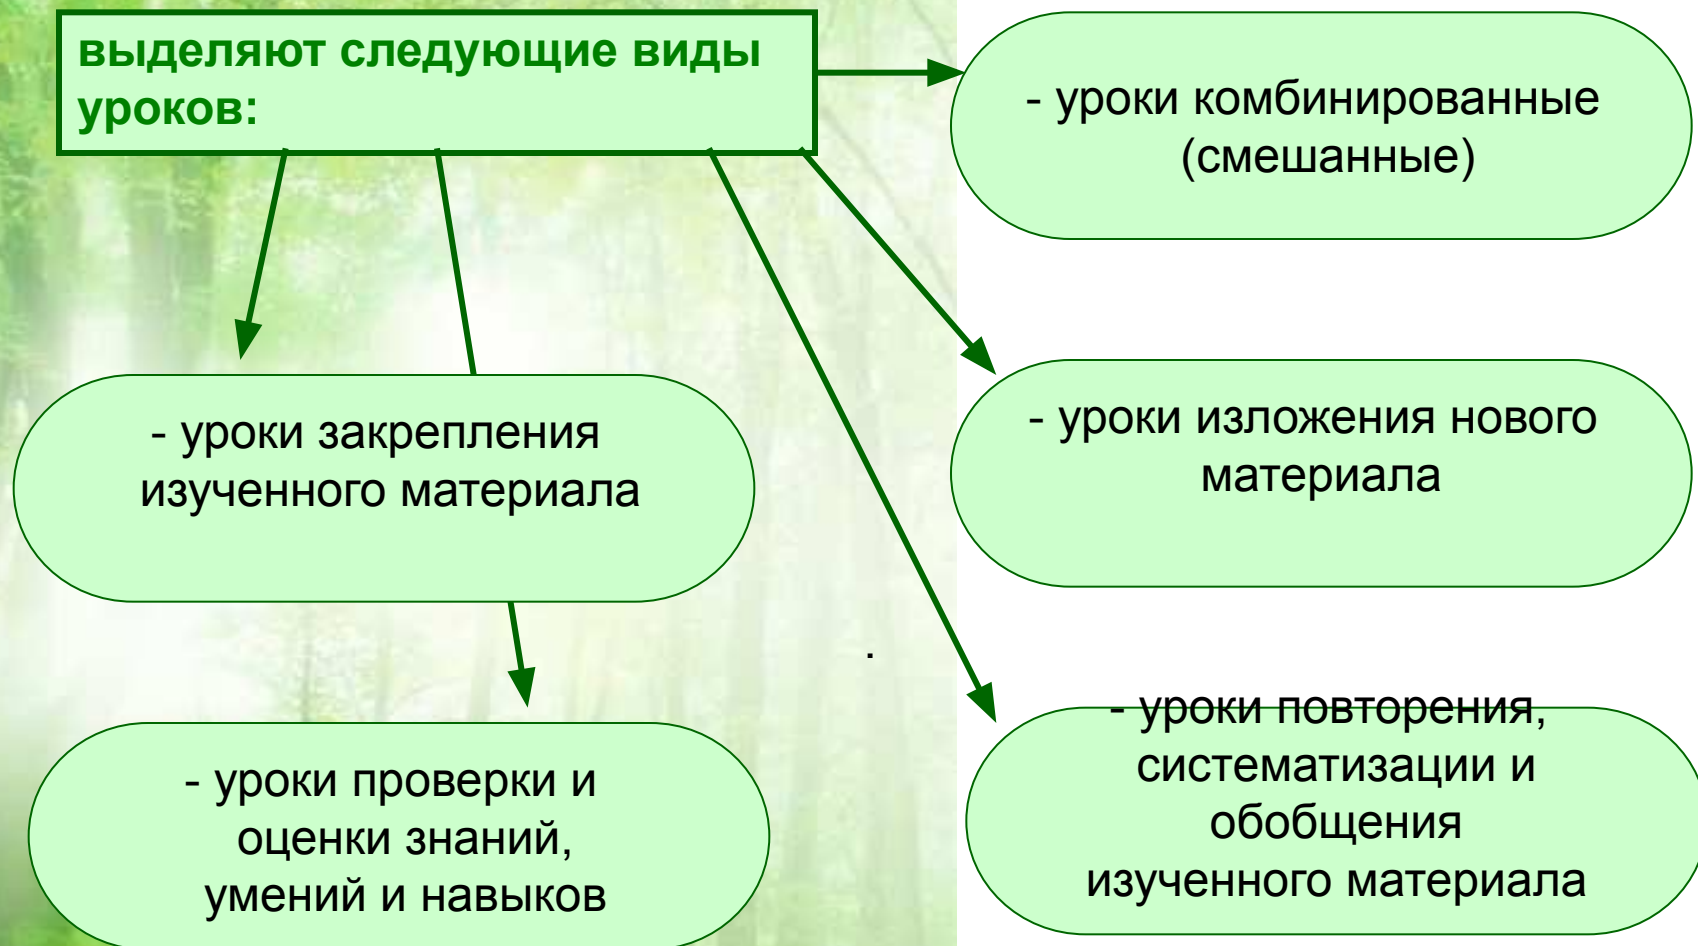 выделяют следующие виды
уроков:
- уроки комбинированные
(смешанные)
- уроки закрепления
изученного материала
- уроки изложения нового
материала
.
- уроки проверки и
оценки знаний,
умений и навыков
- уроки повторения,
систематизации и
обобщения
изученного материала